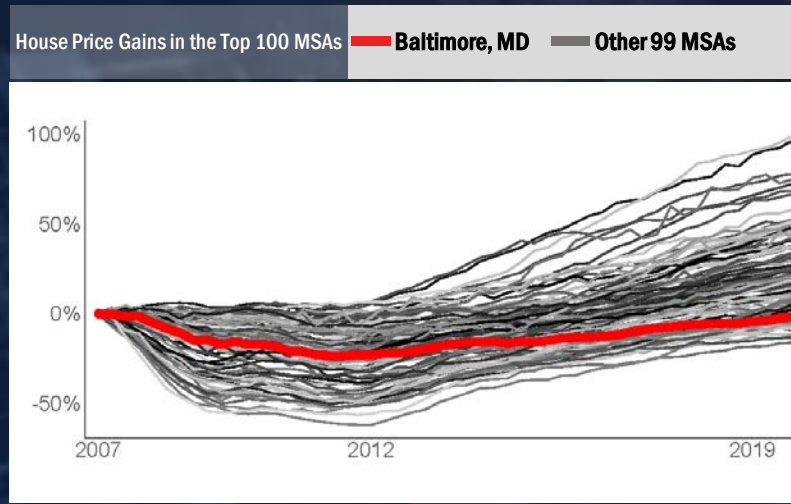 House Price Gains in the Top 100 MSAs
Baltimore, MD
Other 99 MSAs
100%
50%
0%
-50%
2007
2012
2019